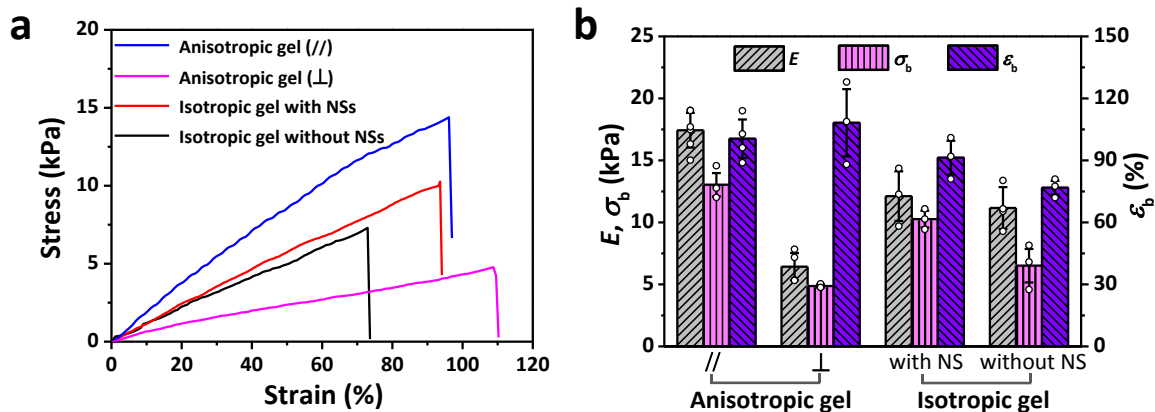 a
Stress (kPa)
20
15
10
5
0
0 20 40 60 80 100 120
Strain (%)
Anisotropic gel (//)
Anisotropic gel (⊥)
Isotropic gel with NSs
Isotropic gel without NSs
b
E, σb (kPa)
25
20
15
10
5
0
E σb εb
150
120
90
60
30
0
εb (%)
// ⊥ with NS without NS
Anisotropic gel Isotropic gel